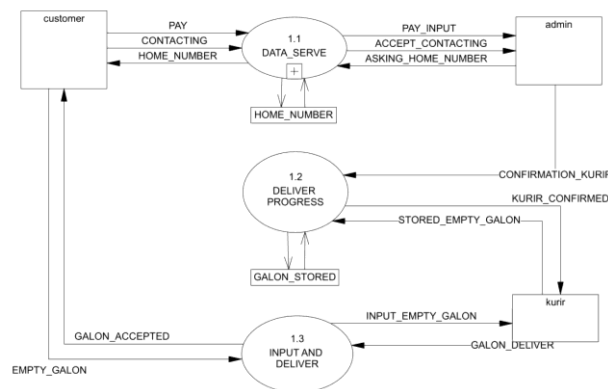 customer
PAY
CONTACTING
HOME_NUMBER
1.1
DATA_SERVE
PAY_INPUT
ACCEPT_CONTACTING
ASKING_HOME_NUMBER
admin
HOME_NUMBER
1.2
DELIVER
PROGRESS
CONFIRMATION_KURIR
KURIR_CONFIRMED
STORED_EMPTY_GALON
GALON_STORED
kurir
INPUT_EMPTY_GALON
GALON_ACCEPTED
1.3
INPUT AND
DELIVER
GALON_DELIVER
EMPTY_GALON